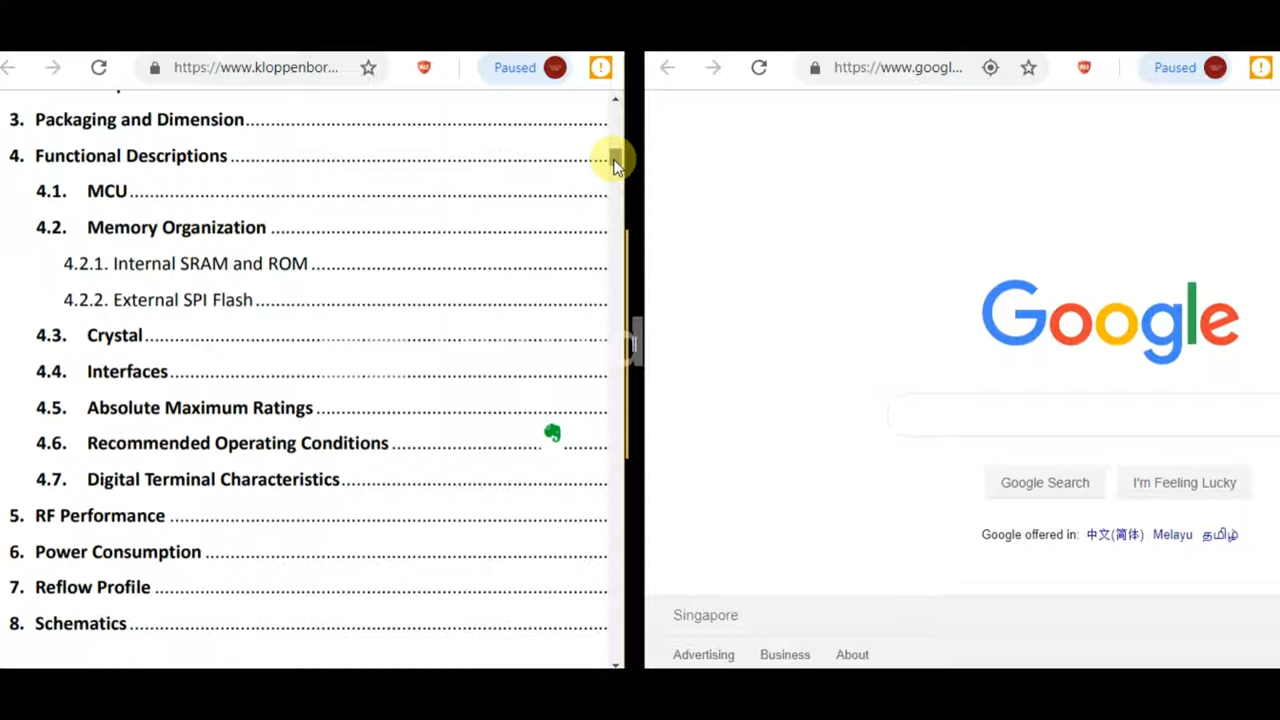 https://www.kloppenbor...
Paused
3. Packaging and Dimension
4. Functional Descriptions
4.1. MCU
4.2. Memory Organization
4.2.1. Internal SRAM and ROM
4.2.2. External SPI Flash
4.3. Crystal
4.4. Interfaces
4.5. Absolute Maximum Ratings
4.6. Recommended Operating Conditions
4.7. Digital Terminal Characteristics
5. RF Performance
6. Power Consumption
7. Reflow Profile
8. Schematics
https://www.googl...
Paused
Google
Google Search
I'm Feeling Lucky
Google offered in: 中文(简体) Melayu தமிழ்
Singapore
Advertising Business About